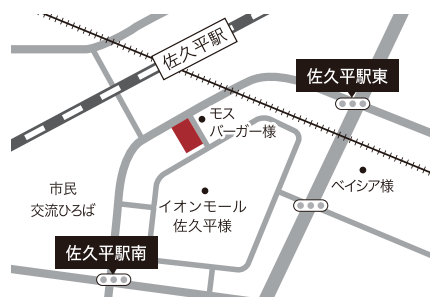 佐久平駅
佐久平駅東
モス
バーガー様
ベイシア様
市民
交流ひろば
イオンモール
佐久平様
佐久平駅南